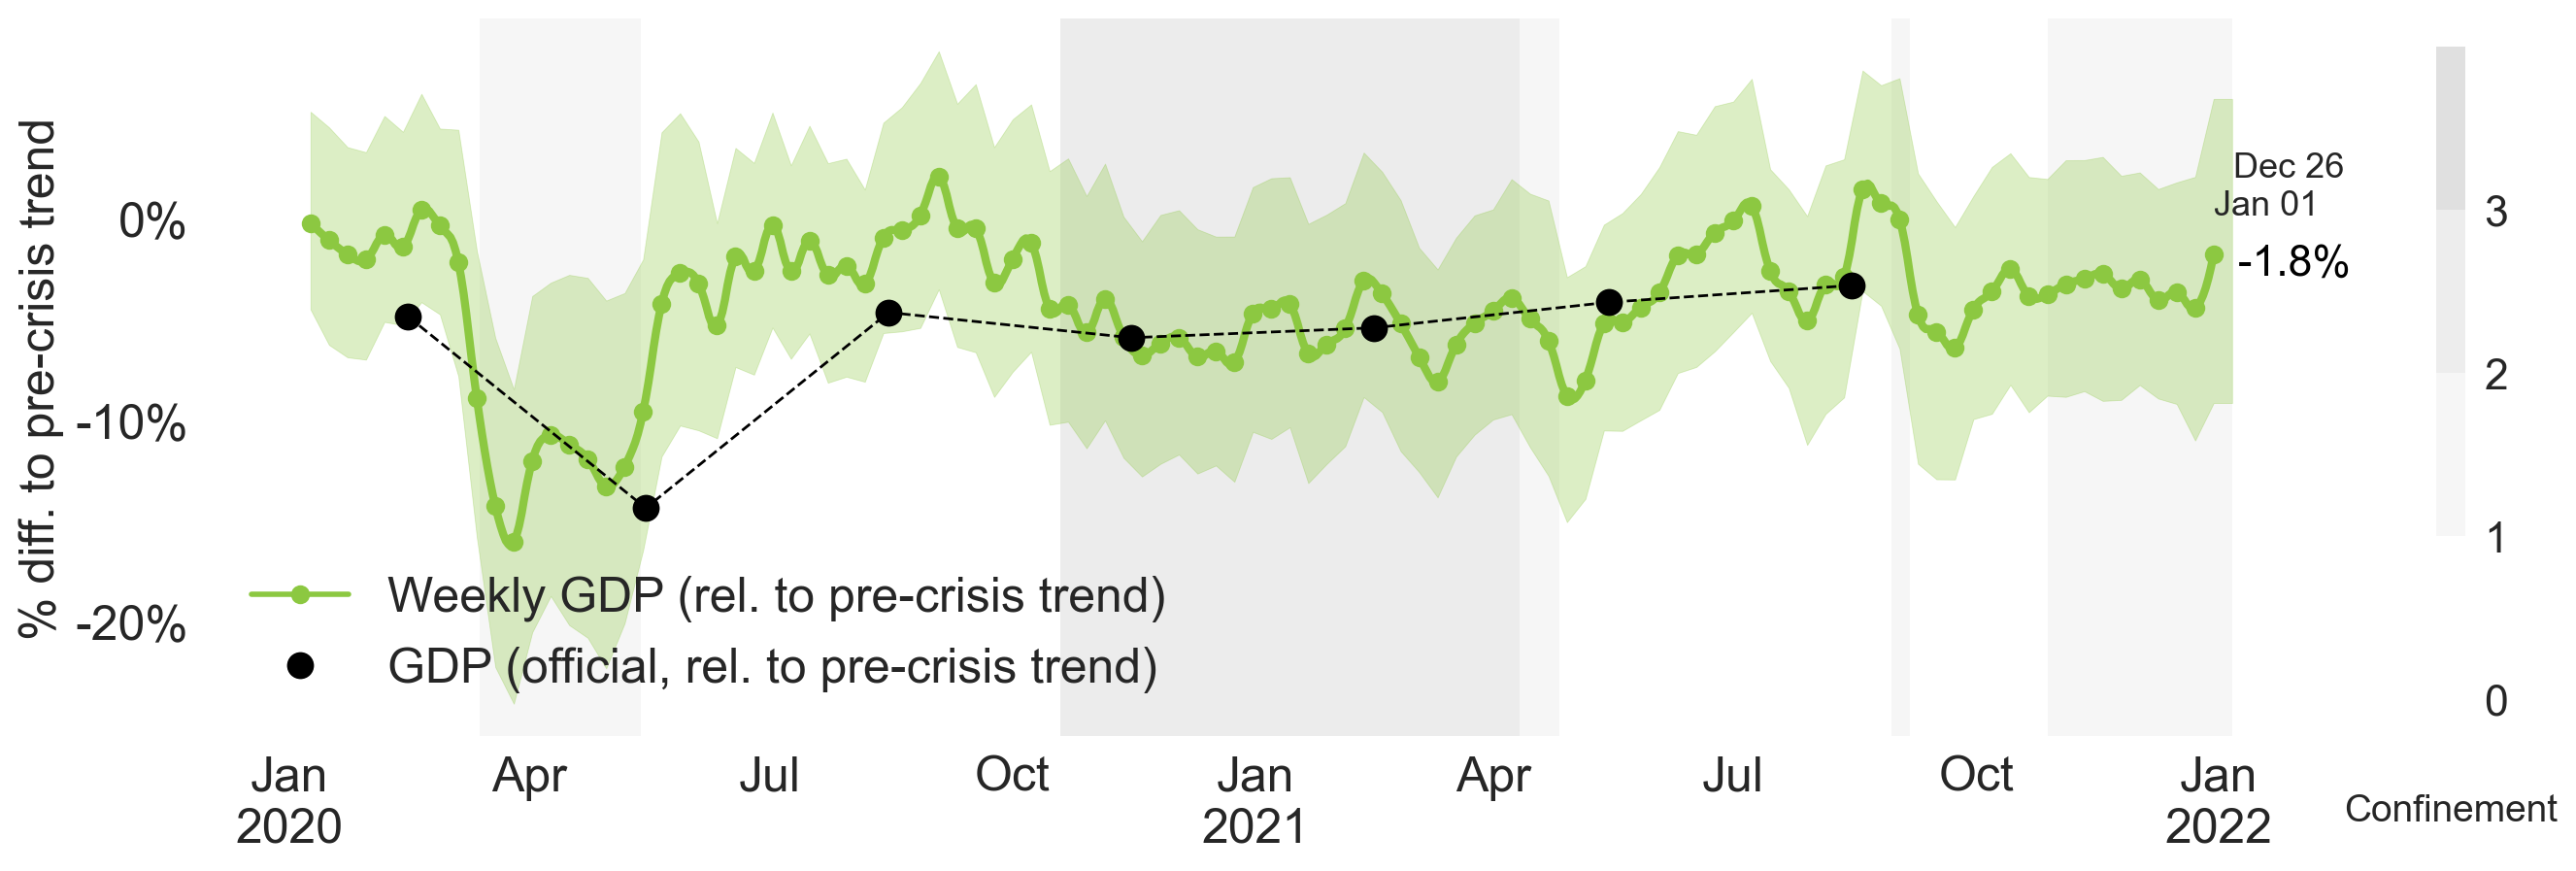 % diff. to pre-crisis trend
0%
-10%
-20%
Weekly GDP (rel. to pre-crisis trend)
GDP (official, rel. to pre-crisis trend)
Dec 26
Jan 01
-1.8%
3
2
1
0
Jan
2020
Apr
Jul
Oct
Jan
2021
Apr
Jul
Oct
Jan
2022
Confinement